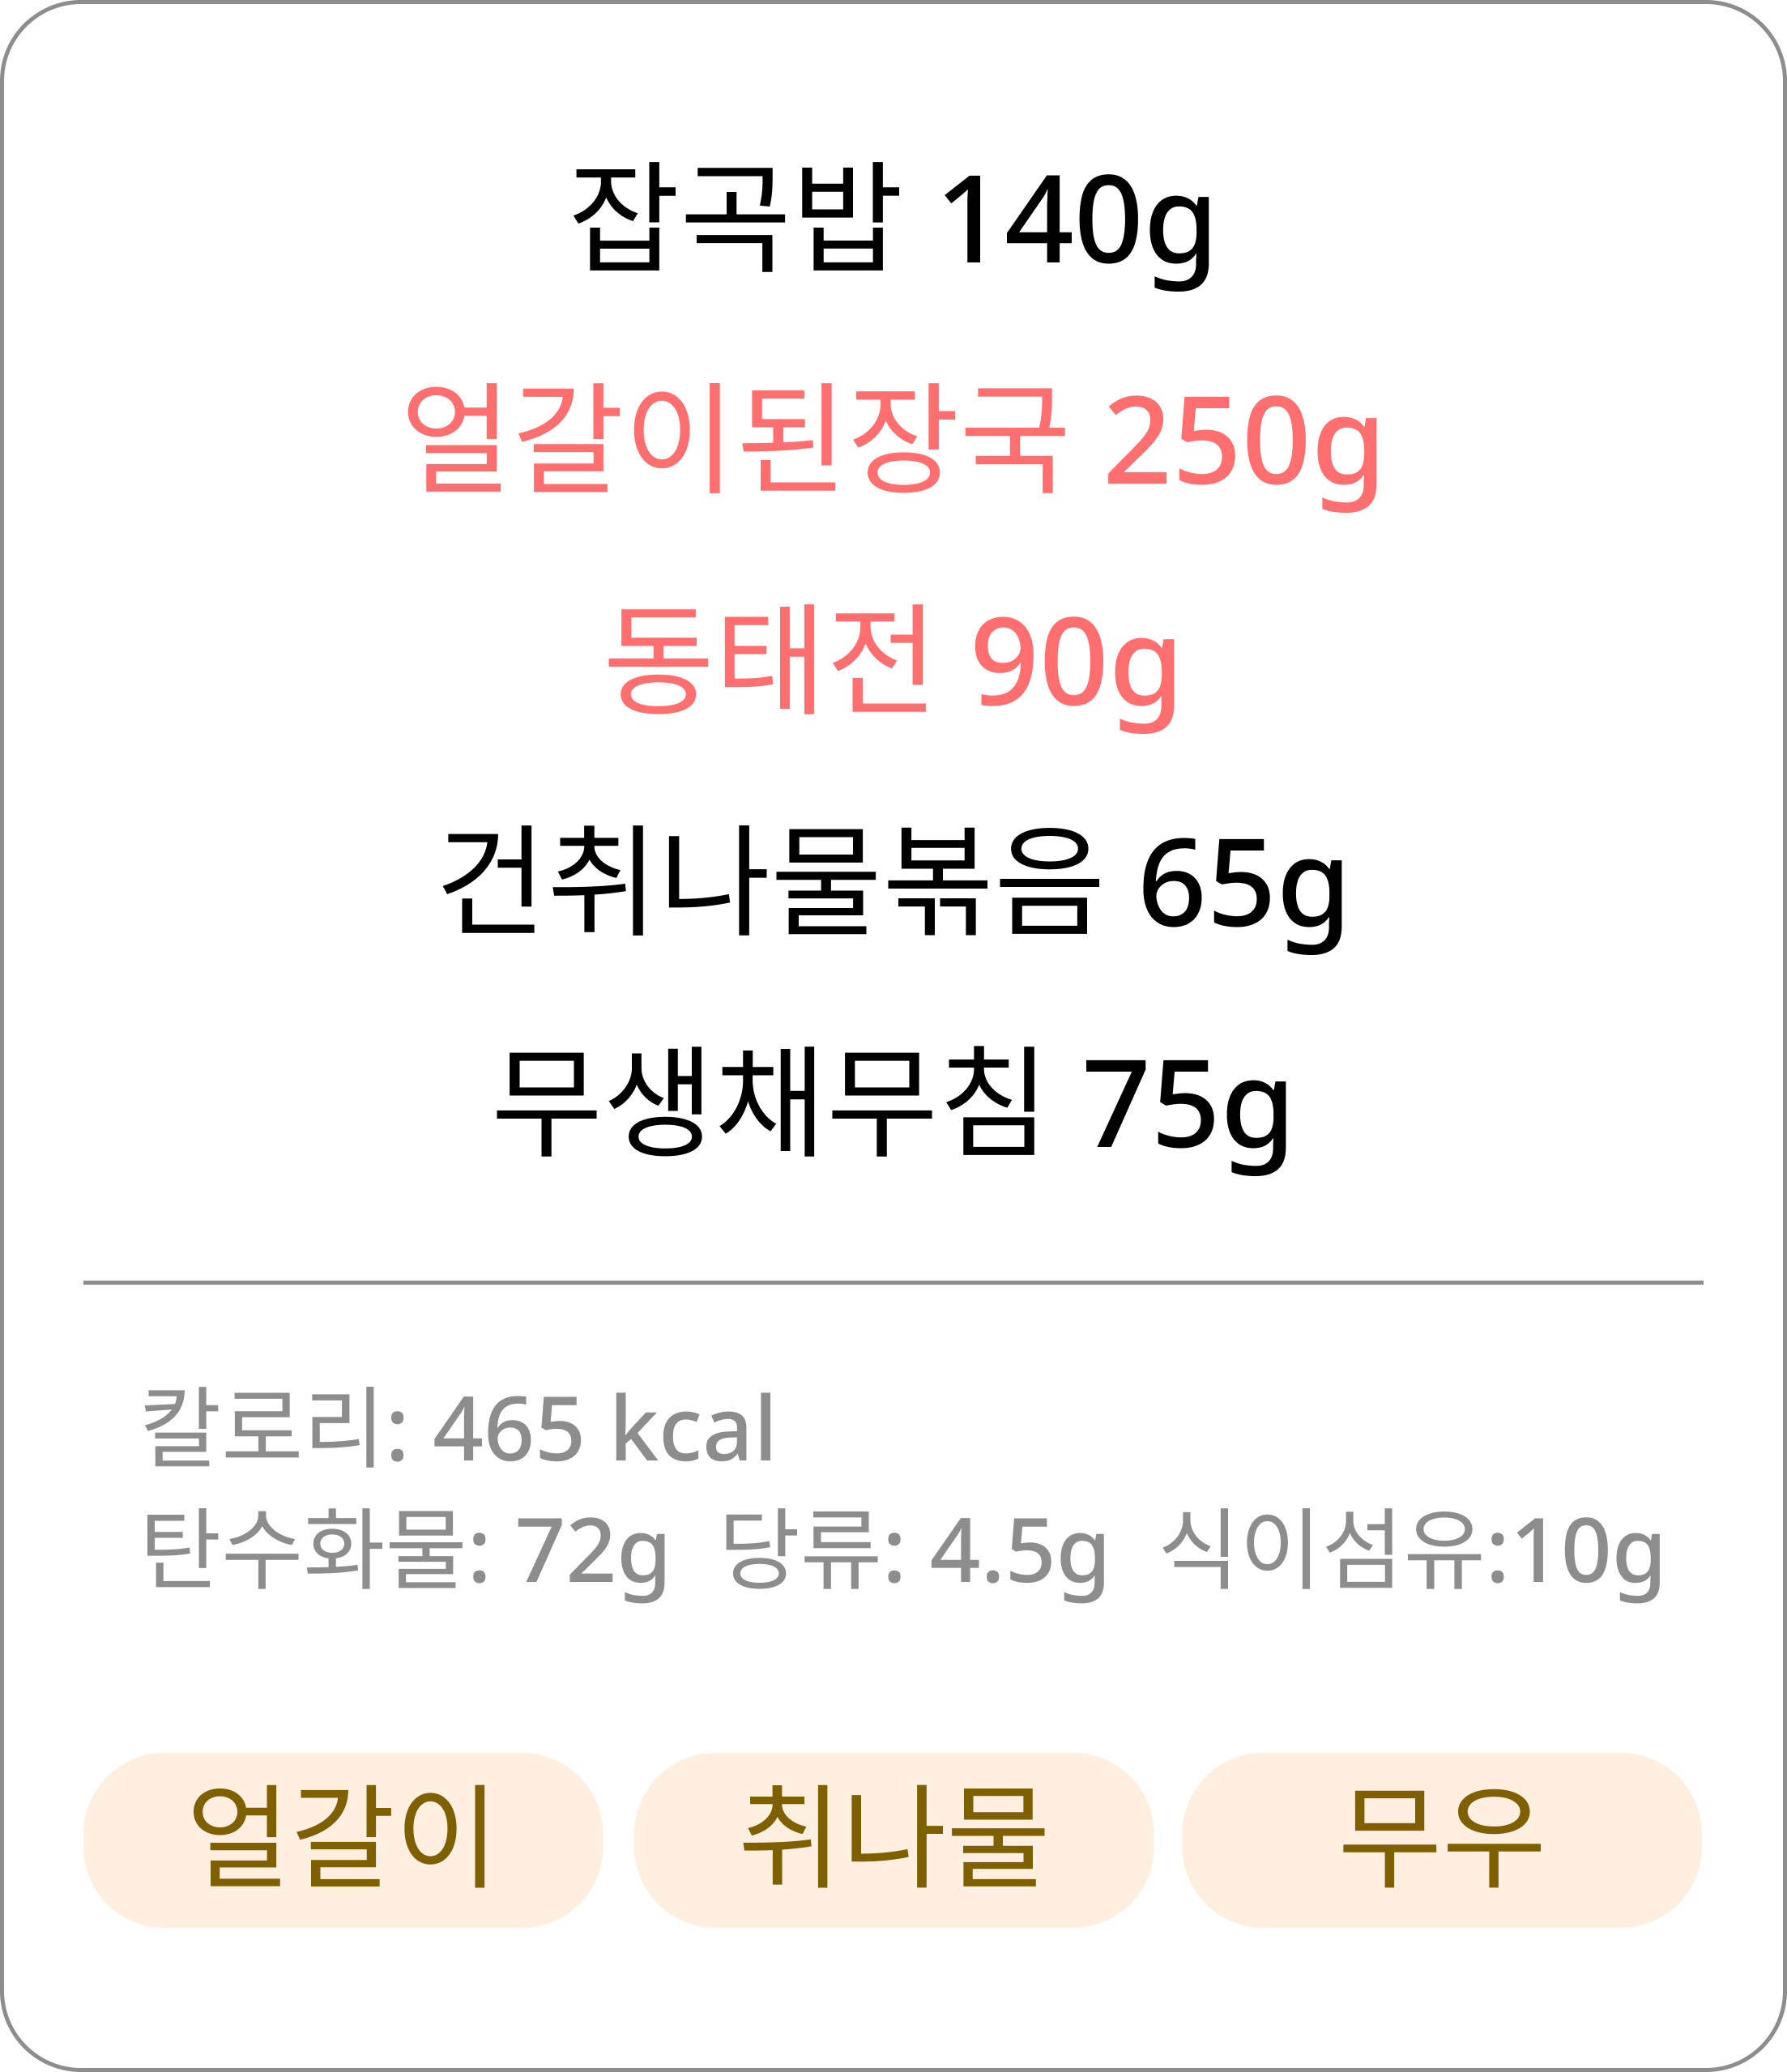 잡곡밥 140g
얼갈이된장국 250g
동태전 90g
건취나물볶음 65g
무생채무침 75g
칼로리: 465 kcal
탄수화물: 72g 당류: 4.5g 식이섬유:10g
얼갈이 취나물 무우